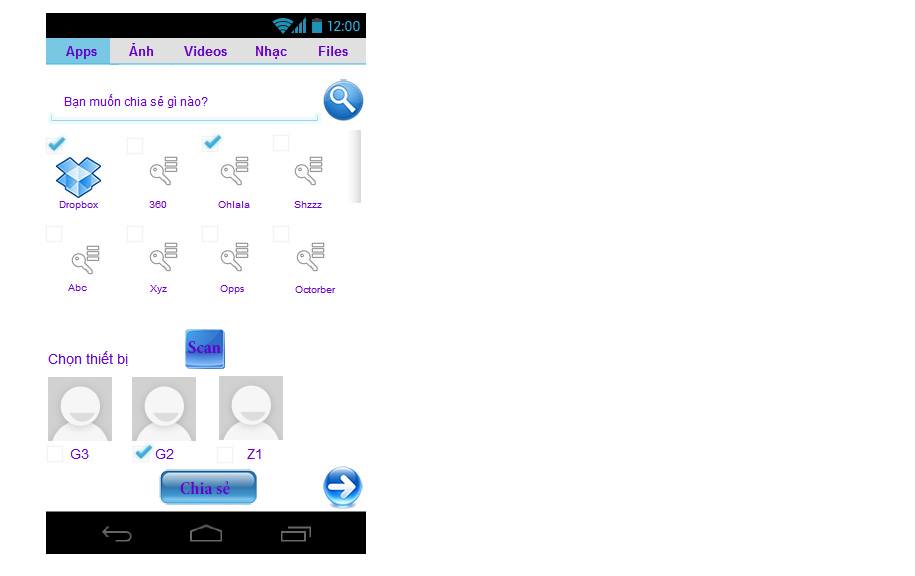 12:00
Apps Ảnh Videos Nhạc Files
Bạn muốn chia sẻ gì nào?
Dropbox 360 Ohlala Shzzz
Abc Xyz Opps Octorber
Scan
Chọn thiết bị
G3 G2 Z1
Chia sẻ